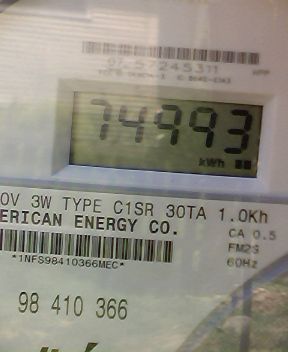 74993
kWh
0V 3W TYPE C1SR 30TA 1.0Kh
ERICAN ENERGY CO.
CA 0.5
FM2S
60Hz
*1NFS98410366MEC*
98 410 366